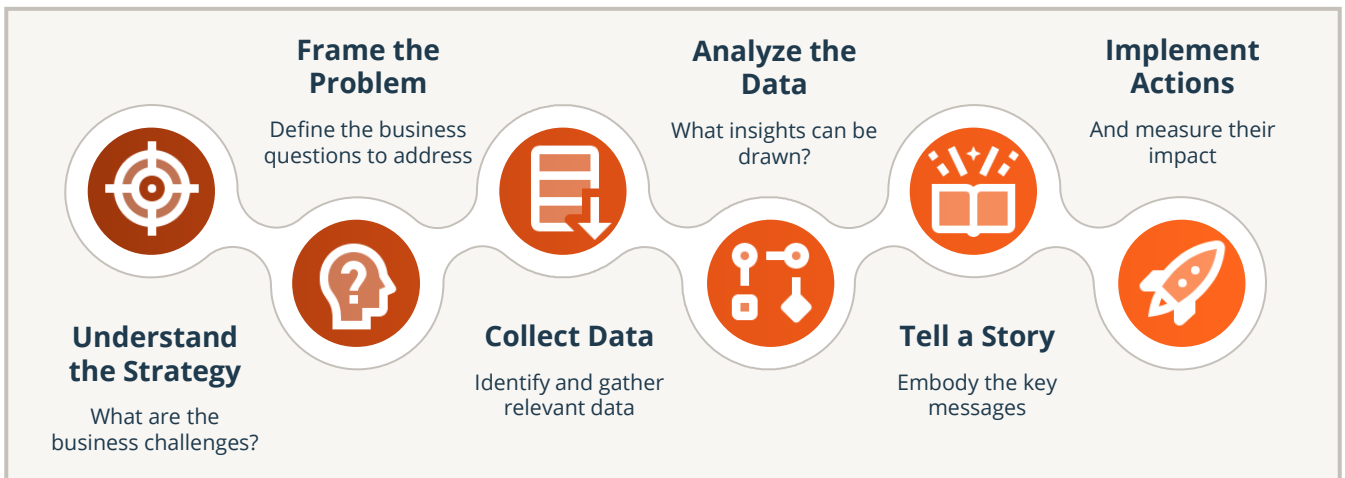 Understand
the Strategy
What are the
business challenges?
Frame the
Problem
Define the business
questions to address
?
Collect Data
Identify and gather
relevant data
Analyze the
Data
What insights can be
drawn?
Tell a Story
Embody the key
messages
Implement
Actions
And measure their
impact